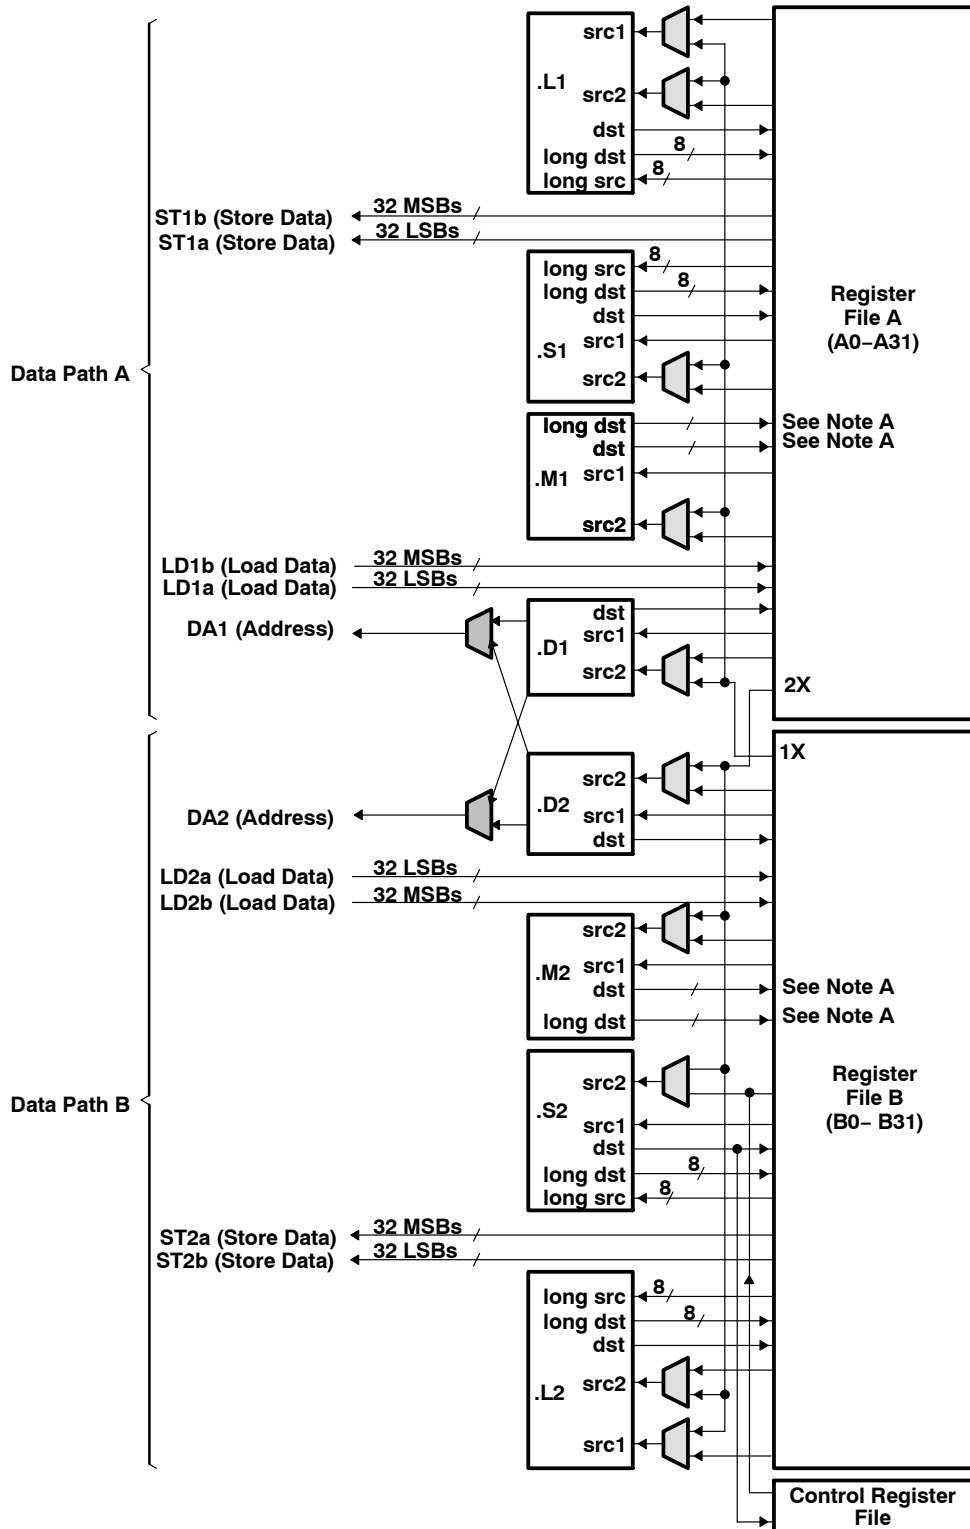 src1
.L1
src2
dst
long dst
8
long src
8
ST1b (Store Data)
32 MSBs
ST1a (Store Data)
32 LSBs
long src
8
long dst
8
dst
.S1
src1
src2
Register
File A
(A0–A31)
Data Path A
long dst
See Note A
dst
See Note A
.M1
src1
src2
LD1b (Load Data)
32 MSBs
LD1a (Load Data)
32 LSBs
DA1 (Address)
dst
.D1
src1
src2
2X
1X
src2
.D2
src1
dst
DA2 (Address)
LD2a (Load Data)
32 LSBs
LD2b (Load Data)
32 MSBs
src2
.M2
src1
dst
See Note A
long dst
See Note A
src2
.S2
src1
dst
long dst
8
long src
8
Register
File B
(B0– B31)
Data Path B
ST2a (Store Data)
32 MSBs
ST2b (Store Data)
32 LSBs
long src
8
long dst
8
dst
.L2
src2
src1
Control Register
File